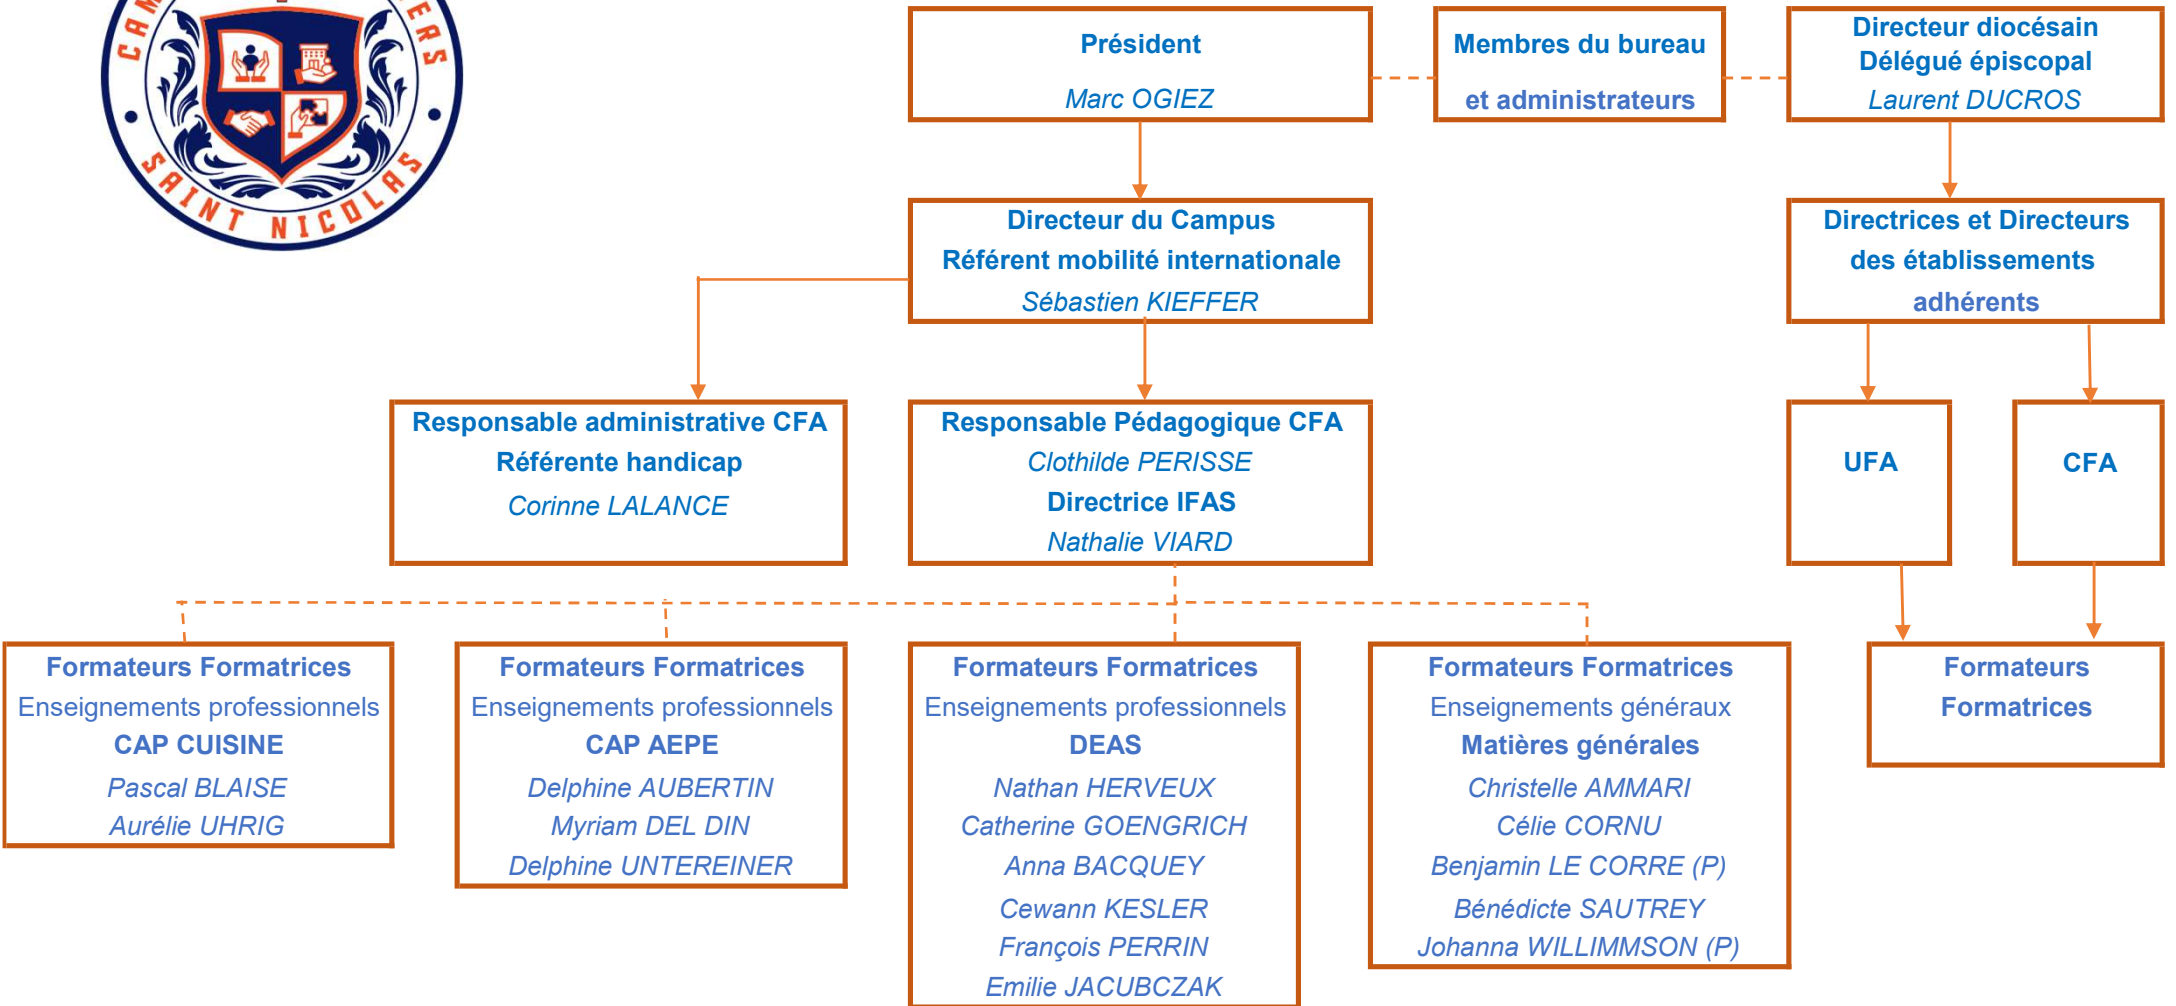 SAINT NICOLAS
Président
Marc OGIEZ
Membres du bureau
et administrateurs
Directeur diocésain
Délégué épiscopal
Laurent DUCROS
Directeur du Campus
Référent mobilité internationale
Sébastien KIEFFER
Directrices et Directeurs
des établissements
adhérents
Responsable administrative CFA
Référente handicap
Corinne LALANCE
Responsable Pédagogique CFA
Clothilde PERISSE
Directrice IFAS
Nathalie VIARD
UFA
CFA
Formateurs Formatrices
Enseignements professionnels
CAP CUISINE
Pascal BLAISE
Aurélie UHRIG
Formateurs Formatrices
Enseignements professionnels
CAP AEPE
Delphine AUBERTIN
Myriam DEL DIN
Delphine UNTEREINER
Formateurs Formatrices
Enseignements professionnels
DEAS
Nathan HERVEUX
Catherine GOENGRICH
Anna BACQUEY
Cewann KESLER
François PERRIN
Emilie JACUBCZAK
Formateurs Formatrices
Enseignements généraux
Matières générales
Christelle AMMARI
Célie CORNU
Benjamin LE CORRE (P)
Bénédicte SAUTREY
Johanna WILLIMMSON (P)
Formateurs
Formatrices